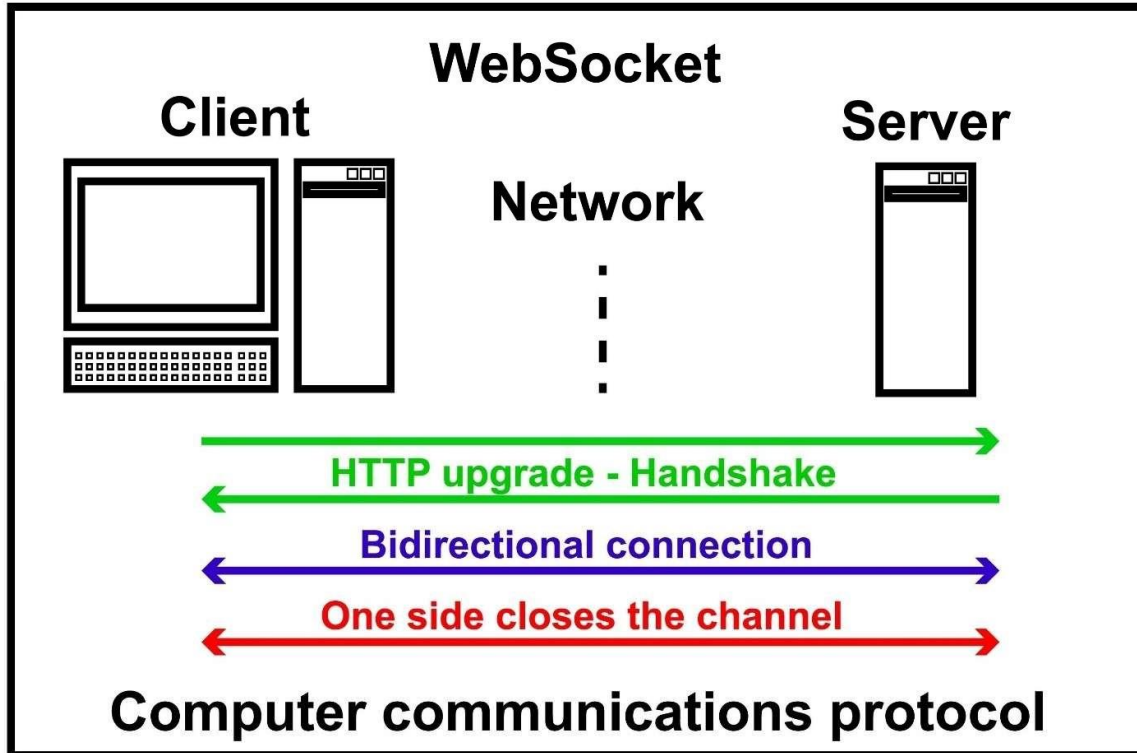 WebSocket
Client
Server
Network
HTTP upgrade - Handshake
Bidirectional connection
One side closes the channel
Computer communications protocol